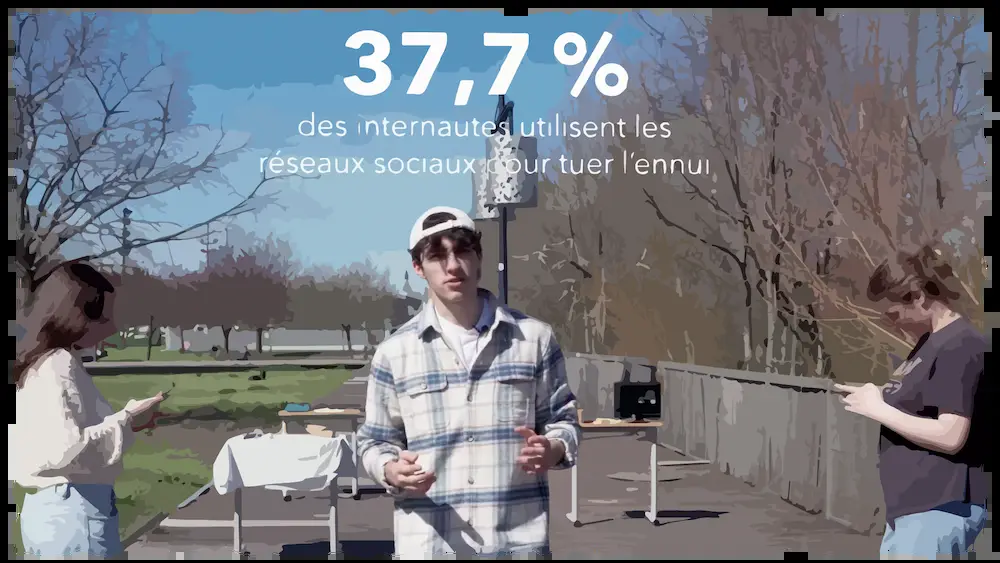 37,7 %
des internautes utilisent les
réseaux sociaux pour tuer l'ennui